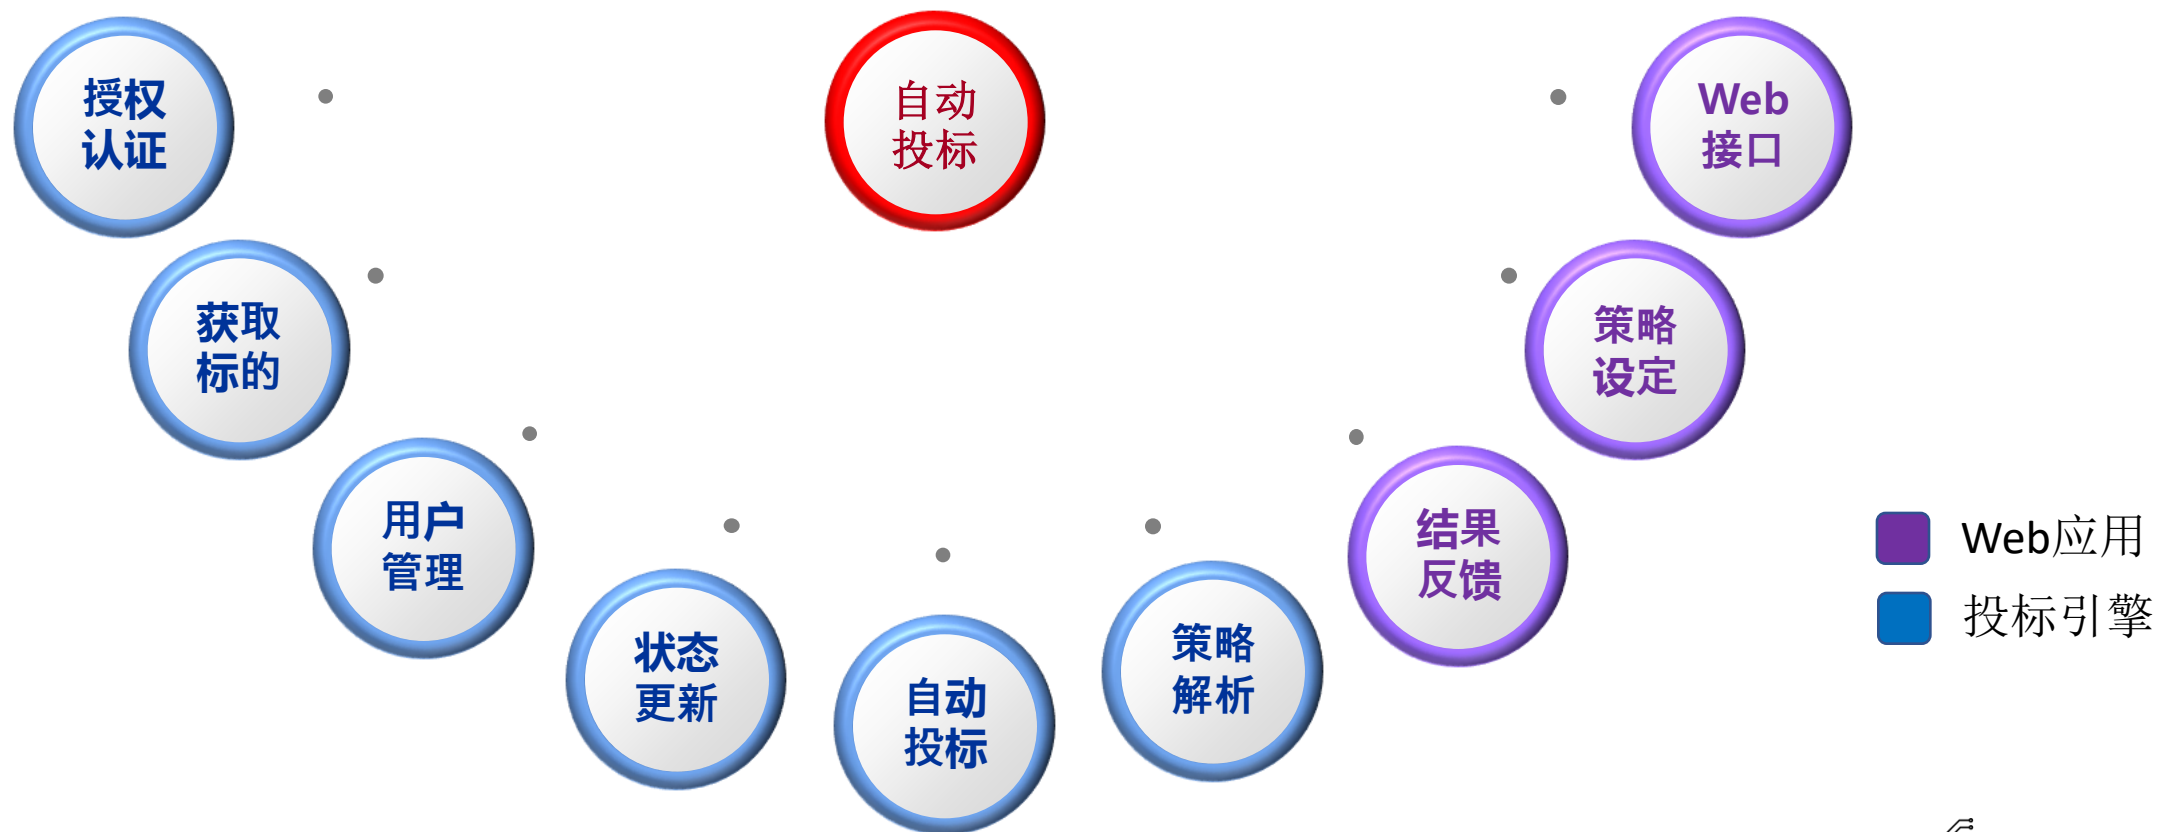 授权
认证
自动
投标
Web
接口
获取
标的
策略
设定
用户
管理
结果
反馈
状态
更新
自动
投标
策略
解析
Web应用
投标引擎